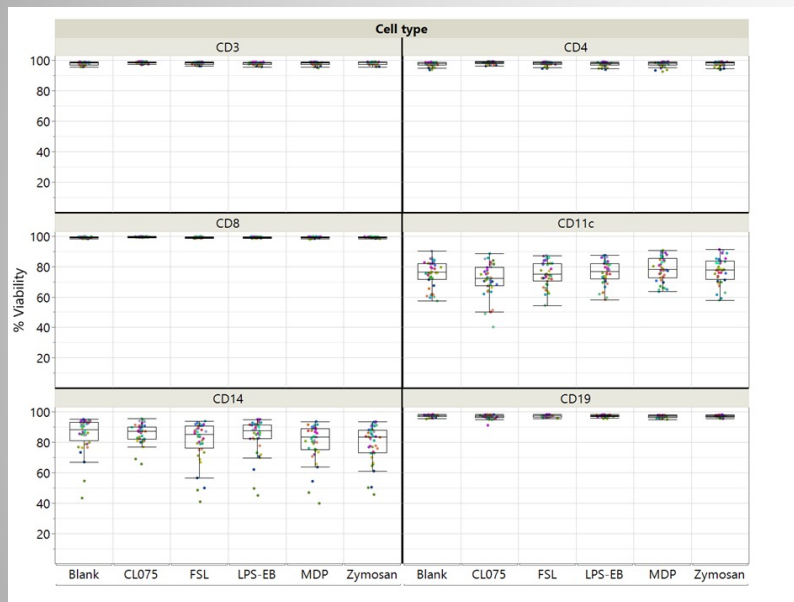 Cell type
CD3 CD4
100
80
60
40
20
CD8 CD11c
100
80
60
40
20
% Viability
CD14 CD19
100
80
60
40
20
Blank CL075 FSL LPS-EB MDP Zymosan Blank CL075 FSL LPS-EB MDP Zymosan